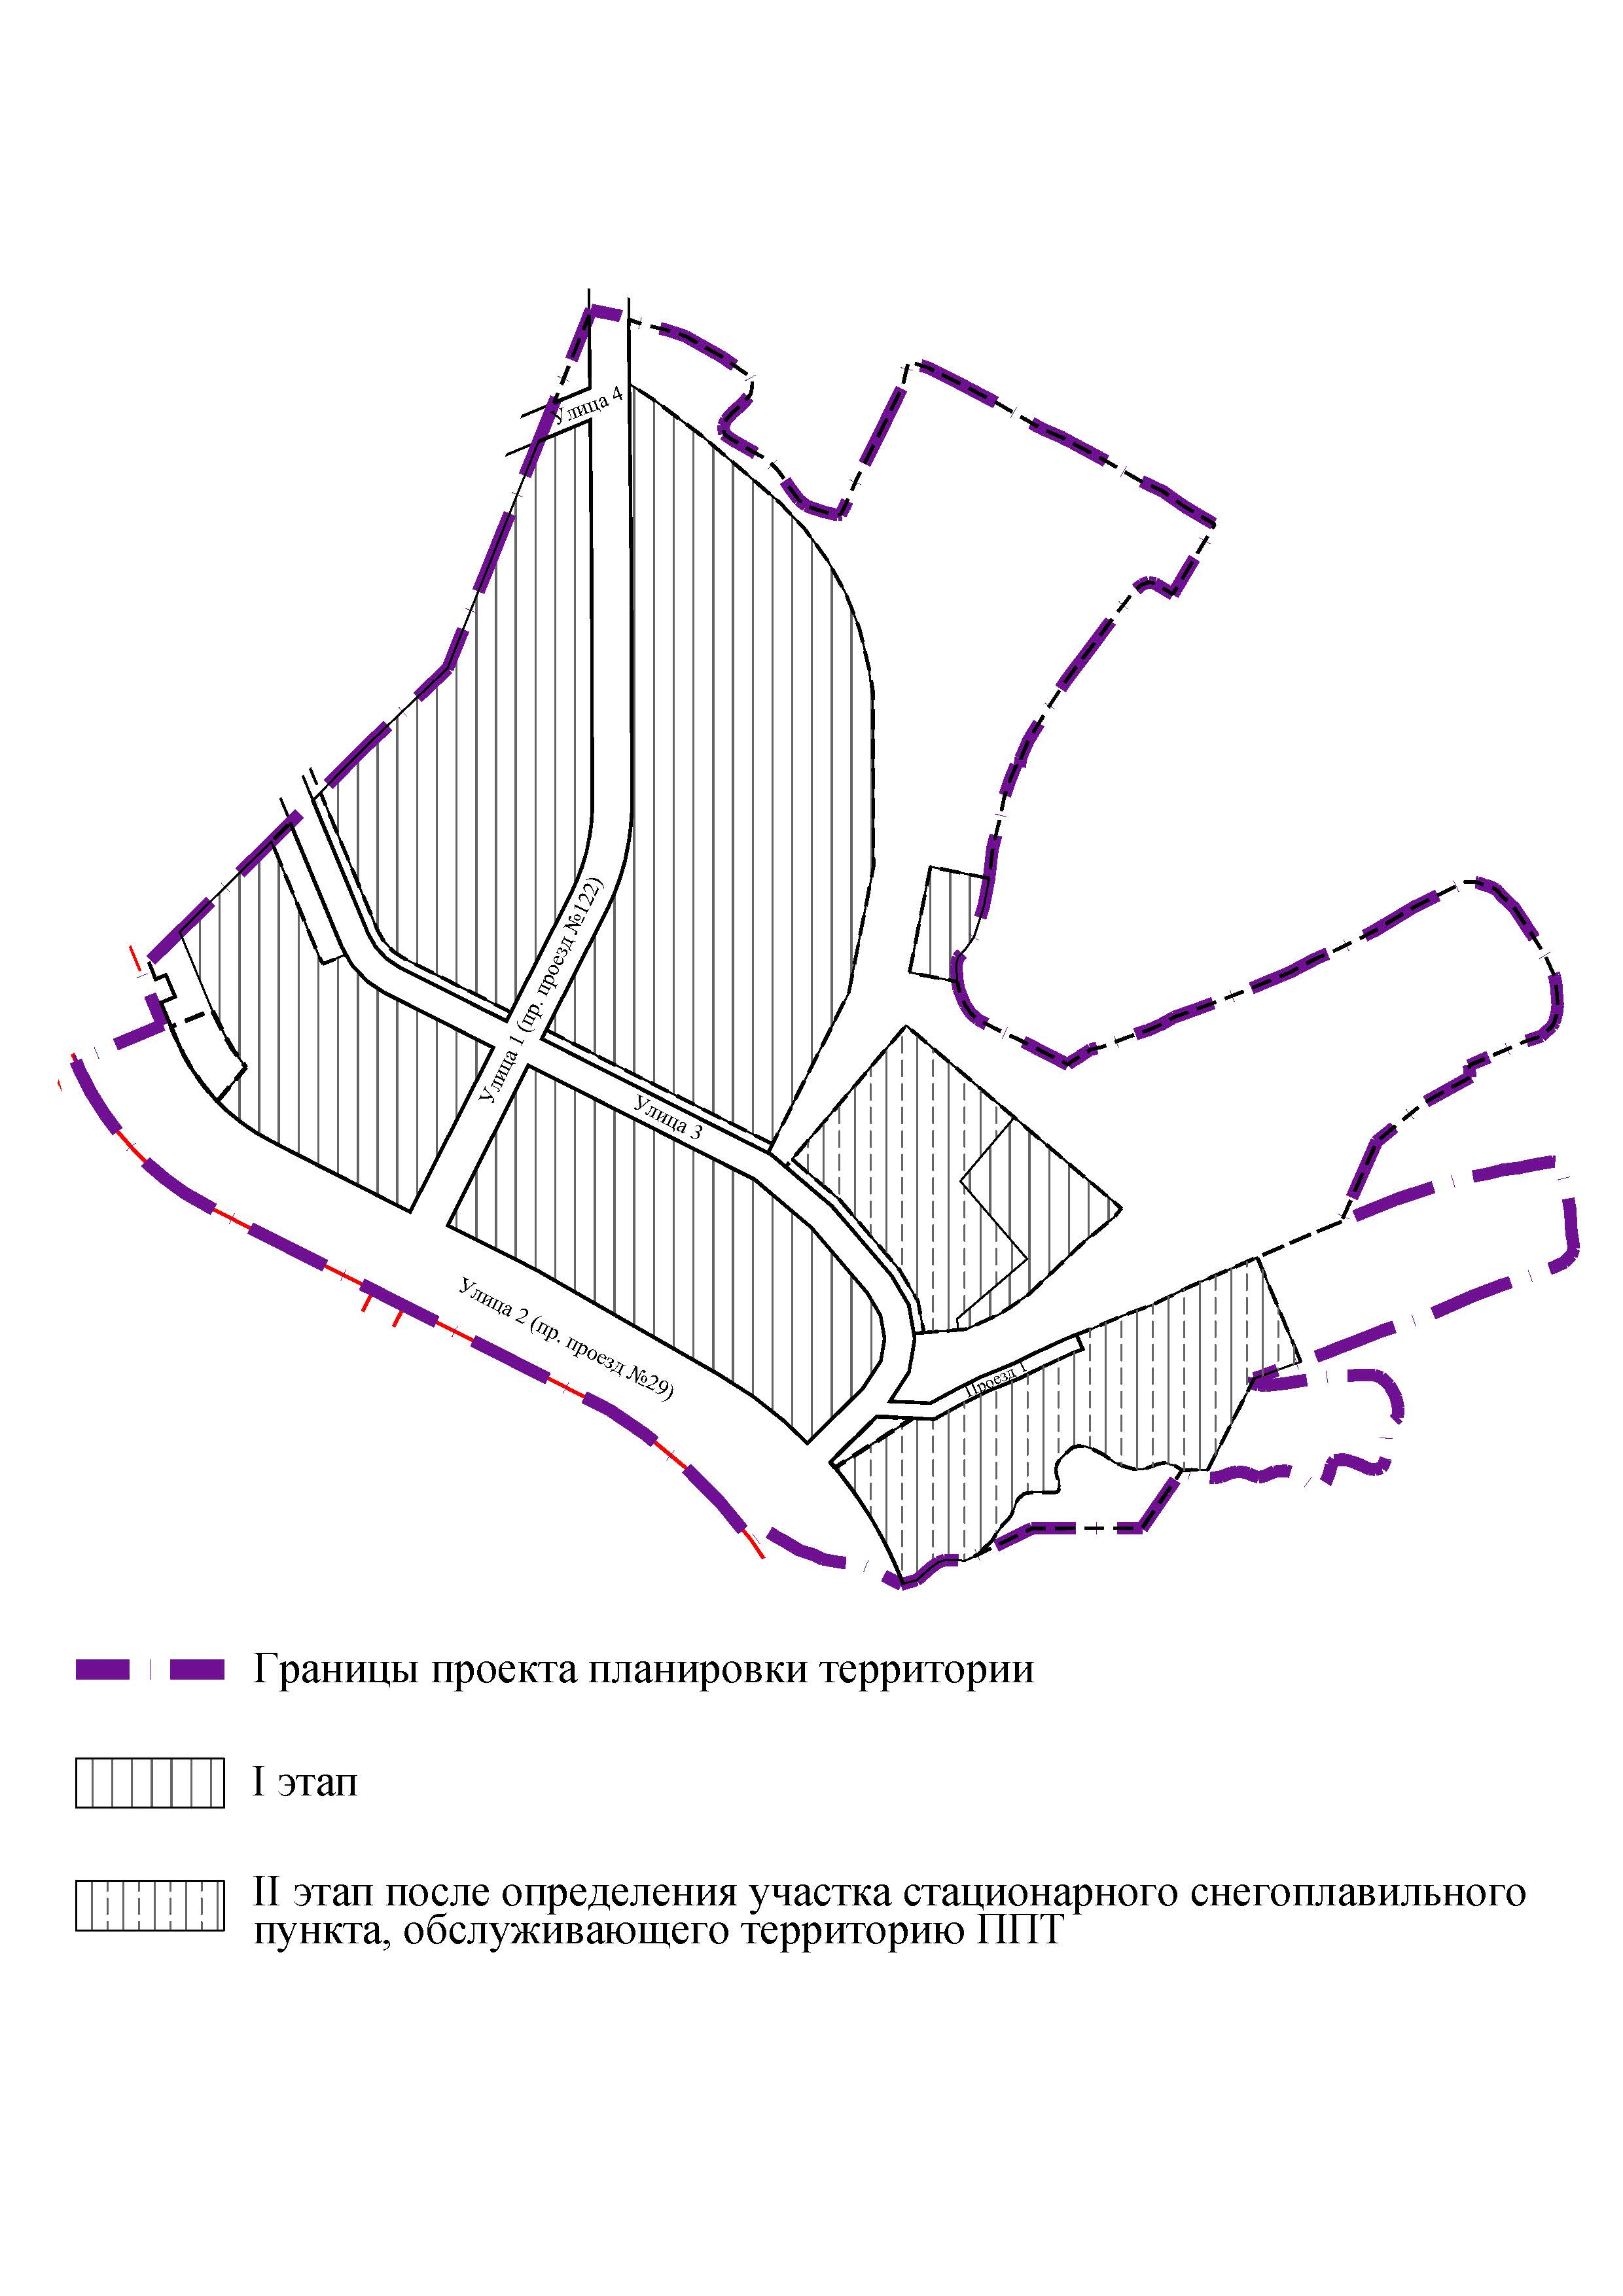 Улица 4
Улица 1 (пр. проезд №122)
Улица 3
Улица 2 (пр. проезд №29)
Проезд 1
Границы проекта планировки территории
I этап
II этап после определения участка стационарного снегоплавильного
пункта, обслуживающего территорию ППТ